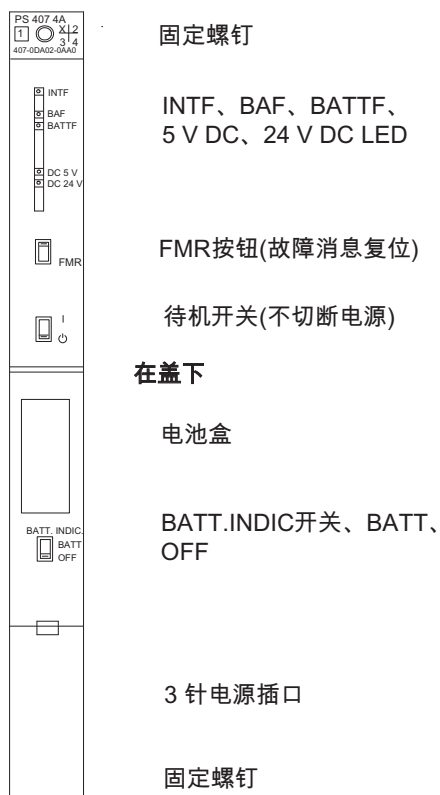 PS 407 4A
1 X 2
3 4
407-0DA02-0AA0
固定螺钉
INTF
BAF
BATTF
DC 5 V
DC 24 V
INTF、BAF、BATTF、
5 V DC、24 V DC LED
FMR
FMR按钮(故障消息复位)
I
待机开关(不切断电源)
在盖下
电池盒
BATT. INDIC.
BATT
OFF
BATT.INDIC开关、BATT、
OFF
3 针电源插口
固定螺钉